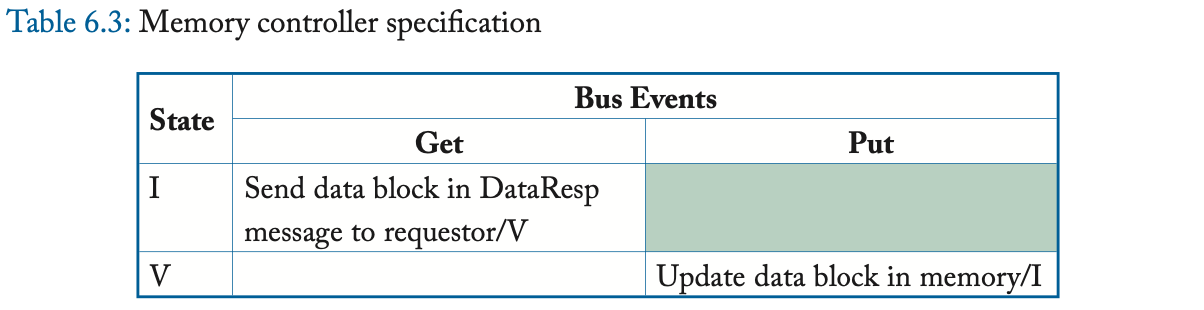 Table 6.3: Memory controller specification
State
Bus Events
Get
Put
I
Send data block in DataResp
message to requestor/V
V
Update data block in memory/I